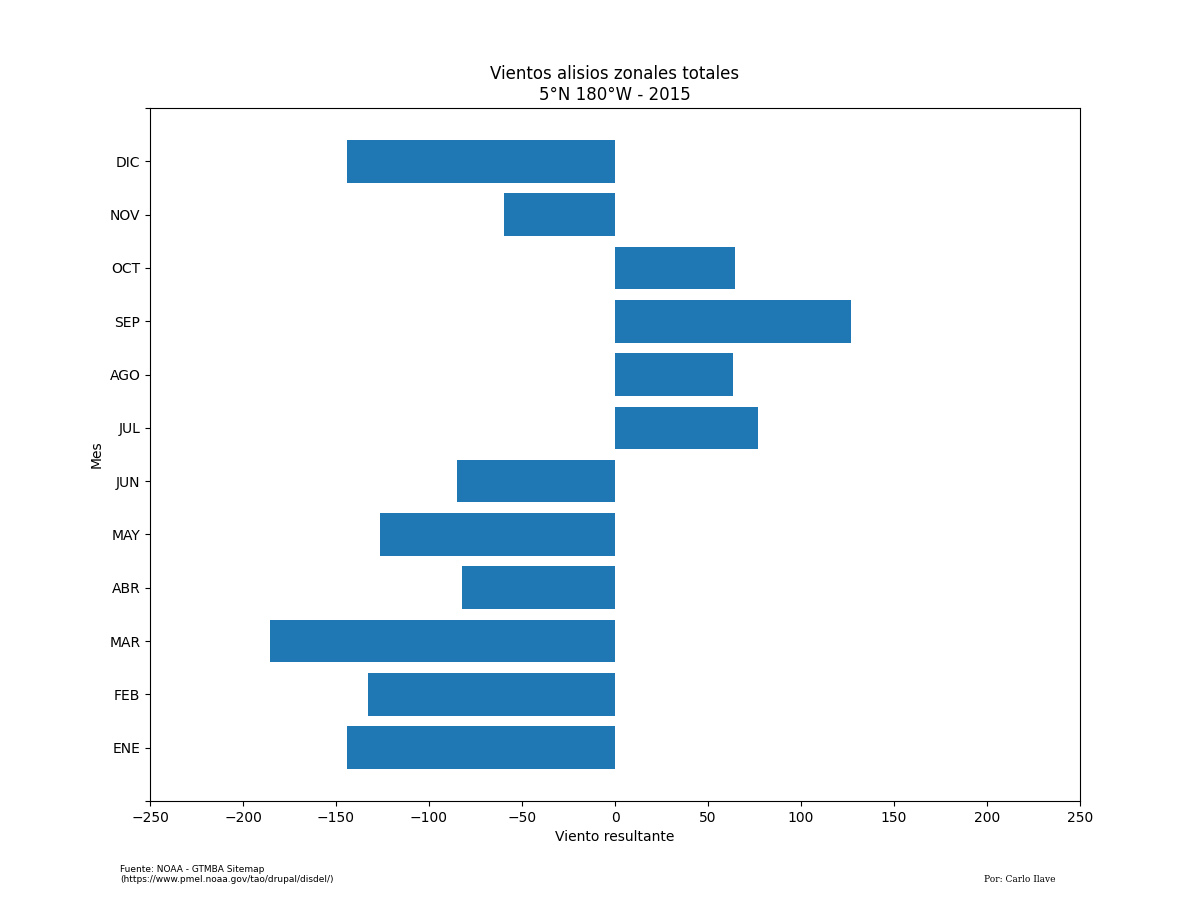 Vientos alisios zonales totales
5°N 180°W - 2015
DIC
NOV
OCT
SEP
AGO
JUL
JUN
MAY
ABR
MAR
FEB
ENE
Mes
−250 −200 −150 −100 −50 0 50 100 150 200 250
Viento resultante
Fuente: NOAA - GTMBA Sitemap
(https://www.pmel.noaa.gov/tao/drupal/disdel/)
Por: Carlo Ilave